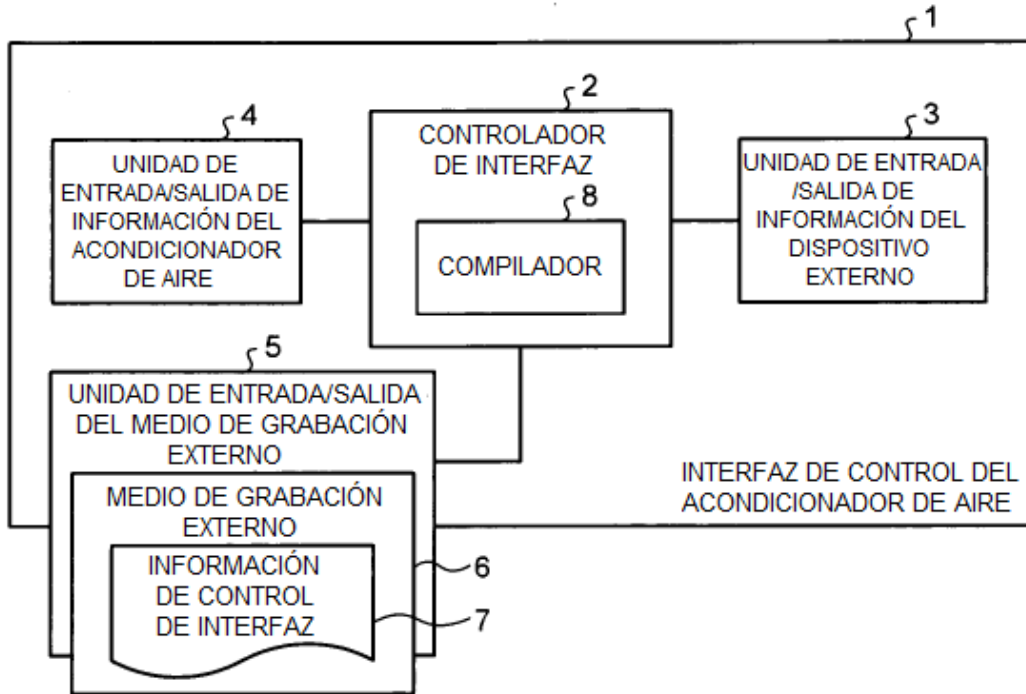 1
2
CONTROLADOR
DE INTERFAZ
8
COMPILADOR
4
UNIDAD DE
ENTRADA/SALIDA DE
INFORMACIÓN DEL
ACONDICIONADOR
DE AIRE
3
UNIDAD DE ENTRADA
/SALIDA DE
INFORMACIÓN DEL
DISPOSITIVO
EXTERNO
5
UNIDAD DE ENTRADA/SALIDA
DEL MEDIO DE GRABACIÓN
EXTERNO
MEDIO DE GRABACIÓN
EXTERNO
6
INFORMACIÓN
DE CONTROL
DE INTERFAZ
7
INTERFAZ DE CONTROL DEL
ACONDICIONADOR DE AIRE